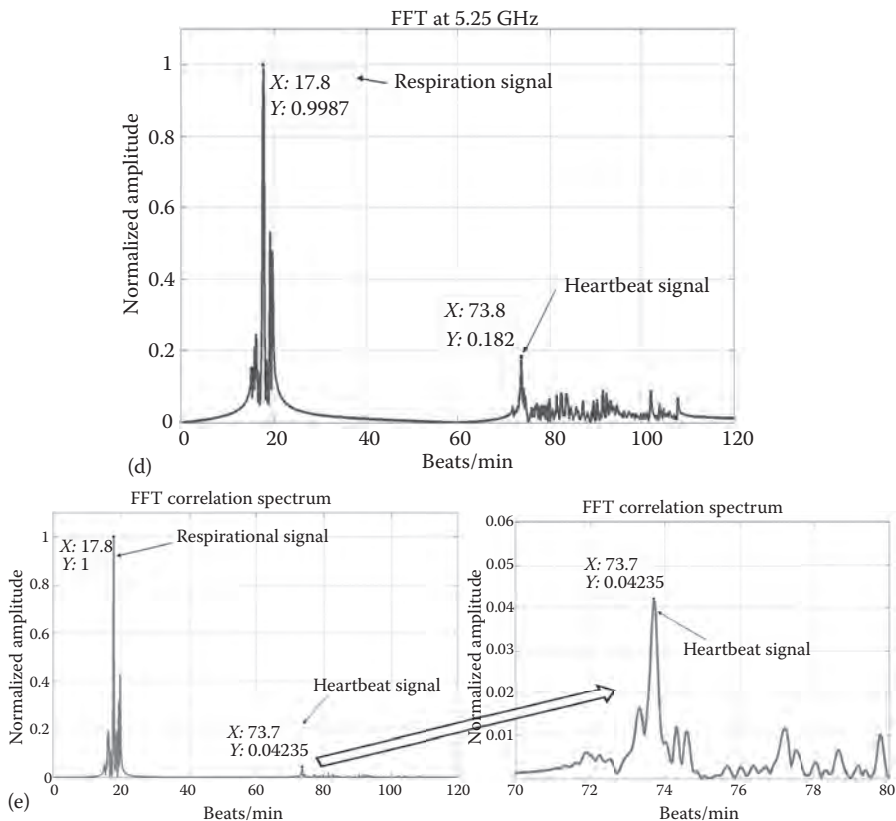 FFT at 5.25 GHz
Normalized amplitude
1
0.8
0.6
0.4
0.2
0
X: 17.8
Y: 0.9987
Respiration signal
Heartbeat signal
X: 73.8
Y: 0.182
0 20 40 60 80 100 120
Beats/min
(d)
FFT correlation spectrum
Normalized amplitude
1
0.8
0.6
0.4
0.2
0
X: 17.8
Y: 1
Respirational signal
Heartbeat signal
X: 73.7
Y: 0.04235
0 20 40 60 80 100 120
Beats/min
(e)
FFT correlation spectrum
Normalized amplitude
0.06
0.05
0.04
0.03
0.02
0.01
X: 73.7
Y: 0.04235
Heartbeat signal
70 72 74 76 78 80
Beats/min